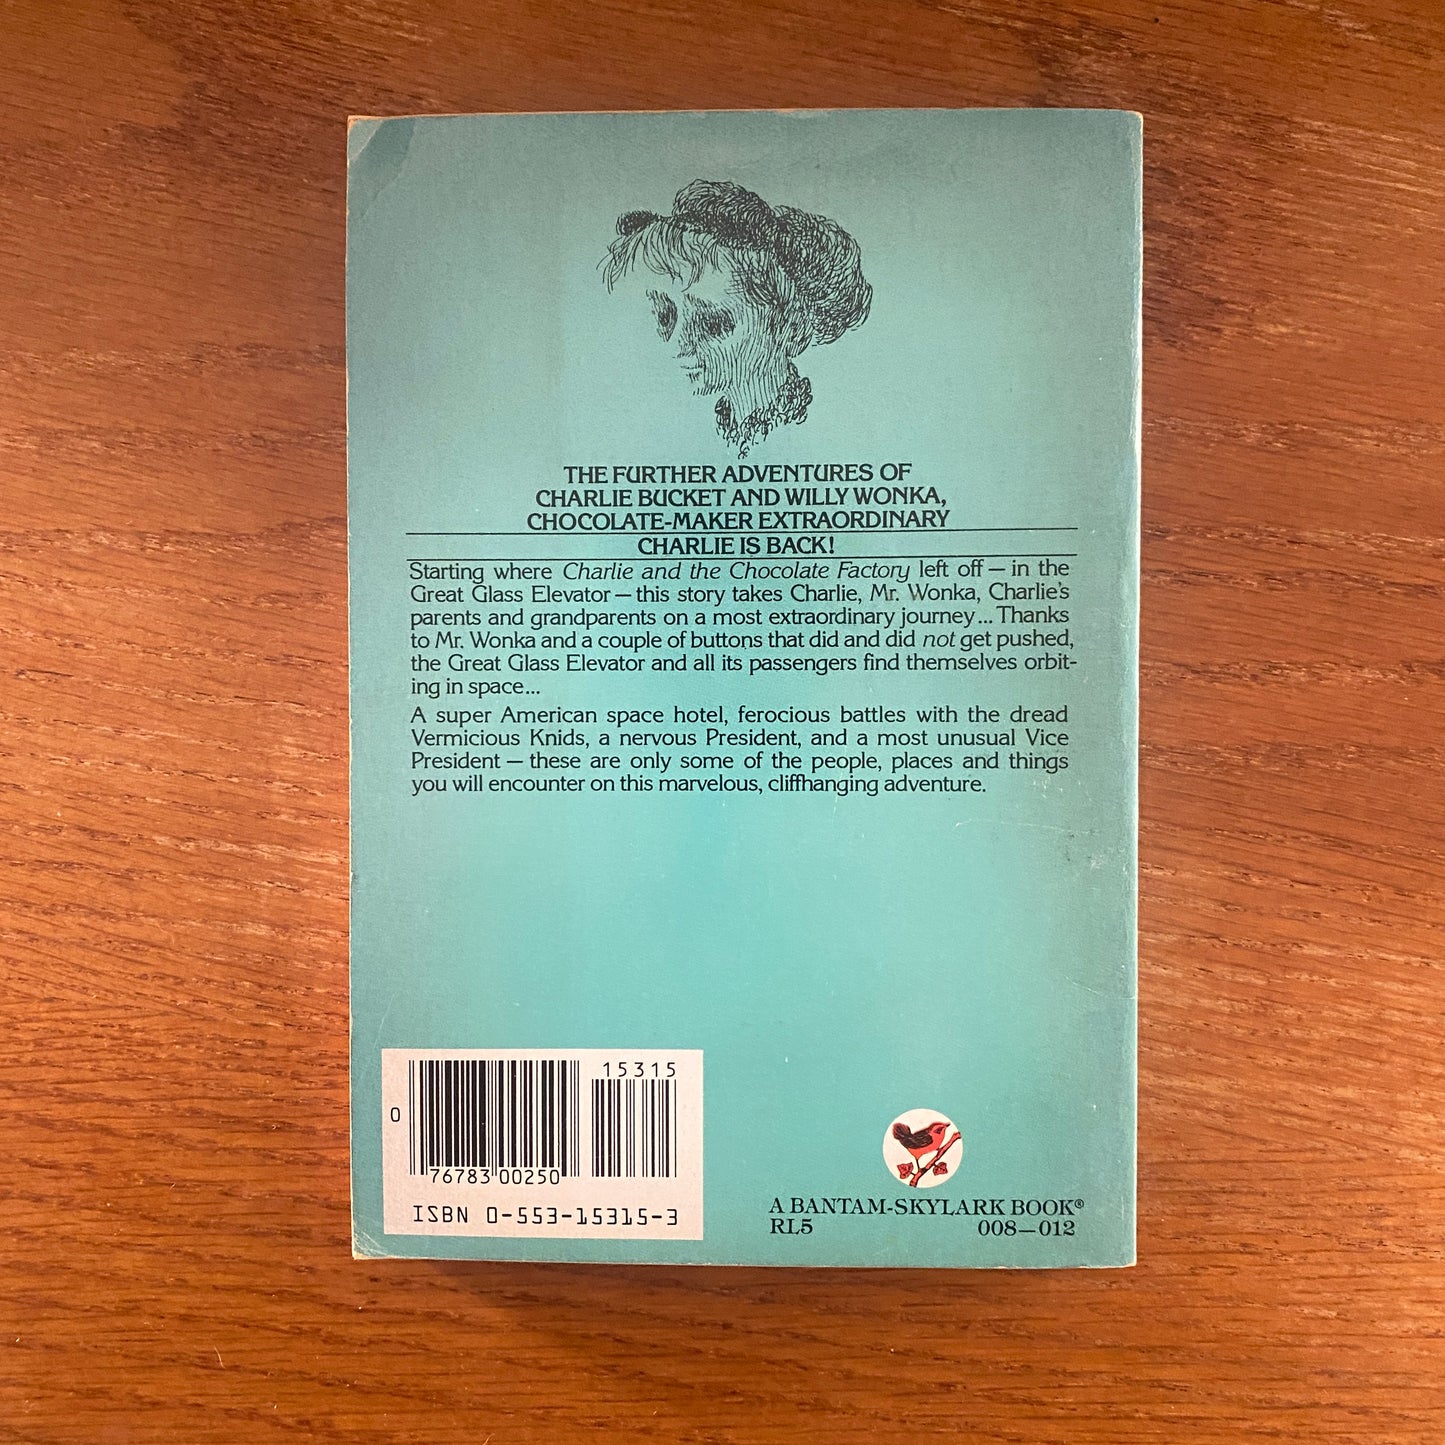 THE FURTHER ADVENTURES OF
CHARLIE BUCKET AND WILLY WONKA,
CHOCOLATE-MAKER EXTRAORDINARY
CHARLIE IS BACK!
Starting where Charlie and the Chocolate Factory left off — in the
Great Glass Elevator — this story takes Charlie, Mr. Wonka, Charlie's
parents and grandparents on a most extraordinary journey... Thanks
to Mr. Wonka and a couple of buttons that did and did not get pushed,
the Great Glass Elevator and all its passengers find themselves orbit-
ing in space...
A super American space hotel, ferocious battles with the dread
Vermicious Knids, a nervous President, and a most unusual Vice
President — these are only some of the people, places and things
you will encounter on this marvelous, cliffhanging adventure.
15315
0
76783 00250
ISBN 0-553-15315-3
A BANTAM-SKYLARK BOOK®
RL5 008—012